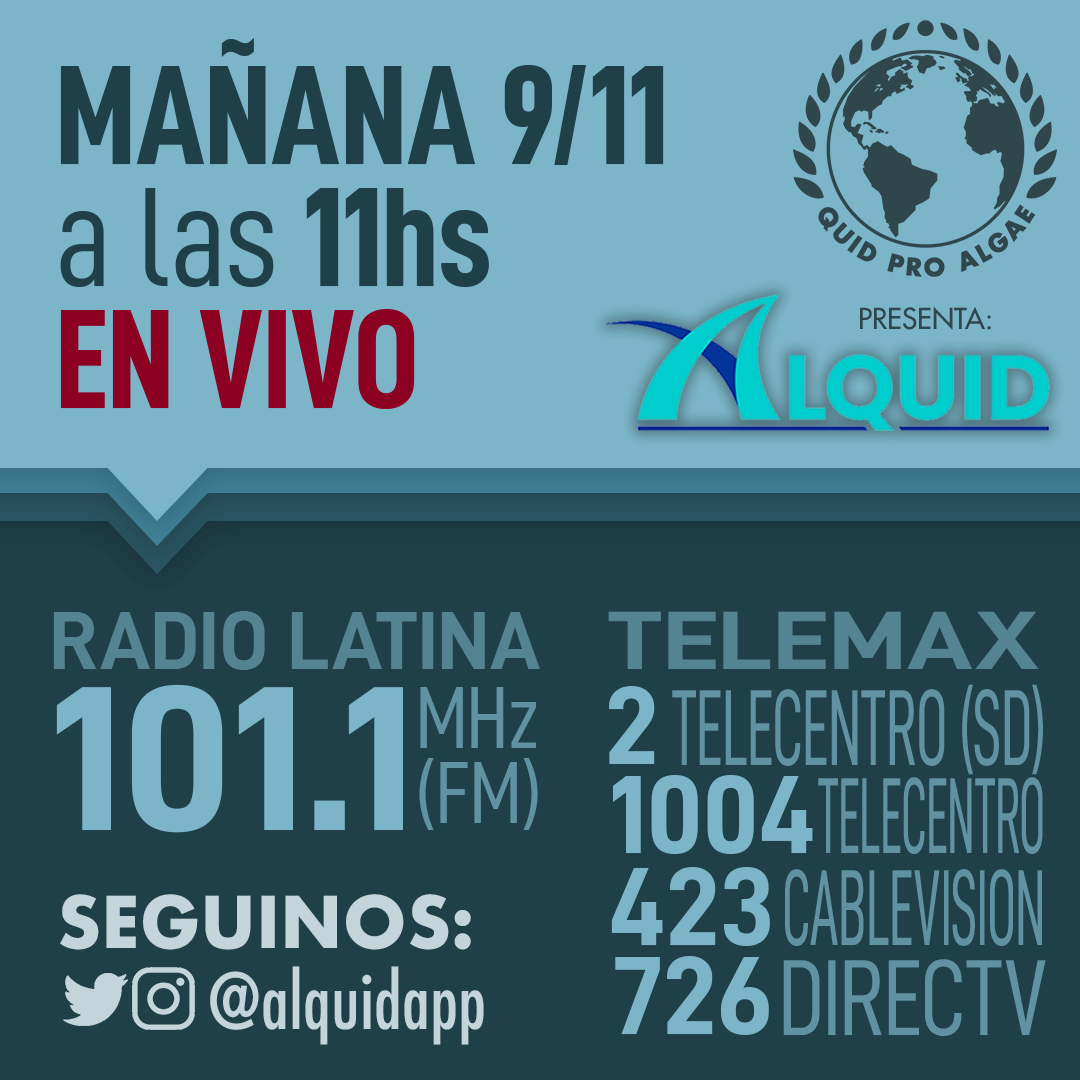 MAÑANA 9/11
a las 11hs
EN VIVO
QUID PRO ALGAE
PRESENTA:
ALQUID
RADIO LATINA
101.1 MHz
(FM)
SEGUINOS:
@alquidapp
TELEMAX
2 TELECENTRO (SD)
1004 TELECENTRO
423 CABLEVISION
726 DIRECTV